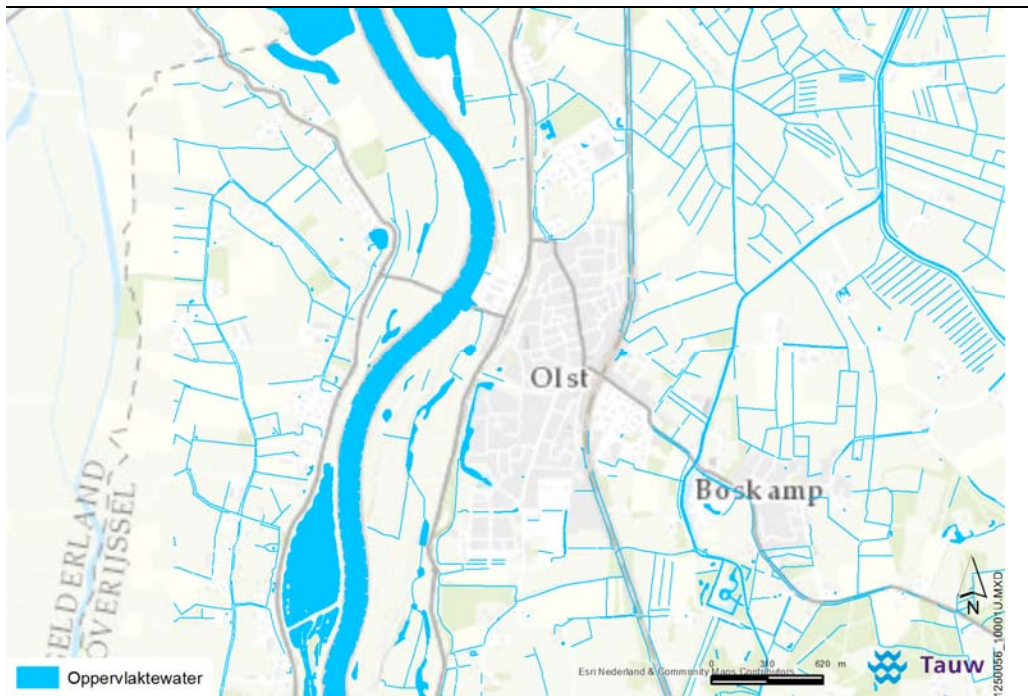 Olst
Boskamp
GELDERLAND
OVERIJSSEL
N
1250056_10001U.MXD
Oppervlaktewater
Esri Nederland & Community Maps Contributors
0 310 620 m
Tauw